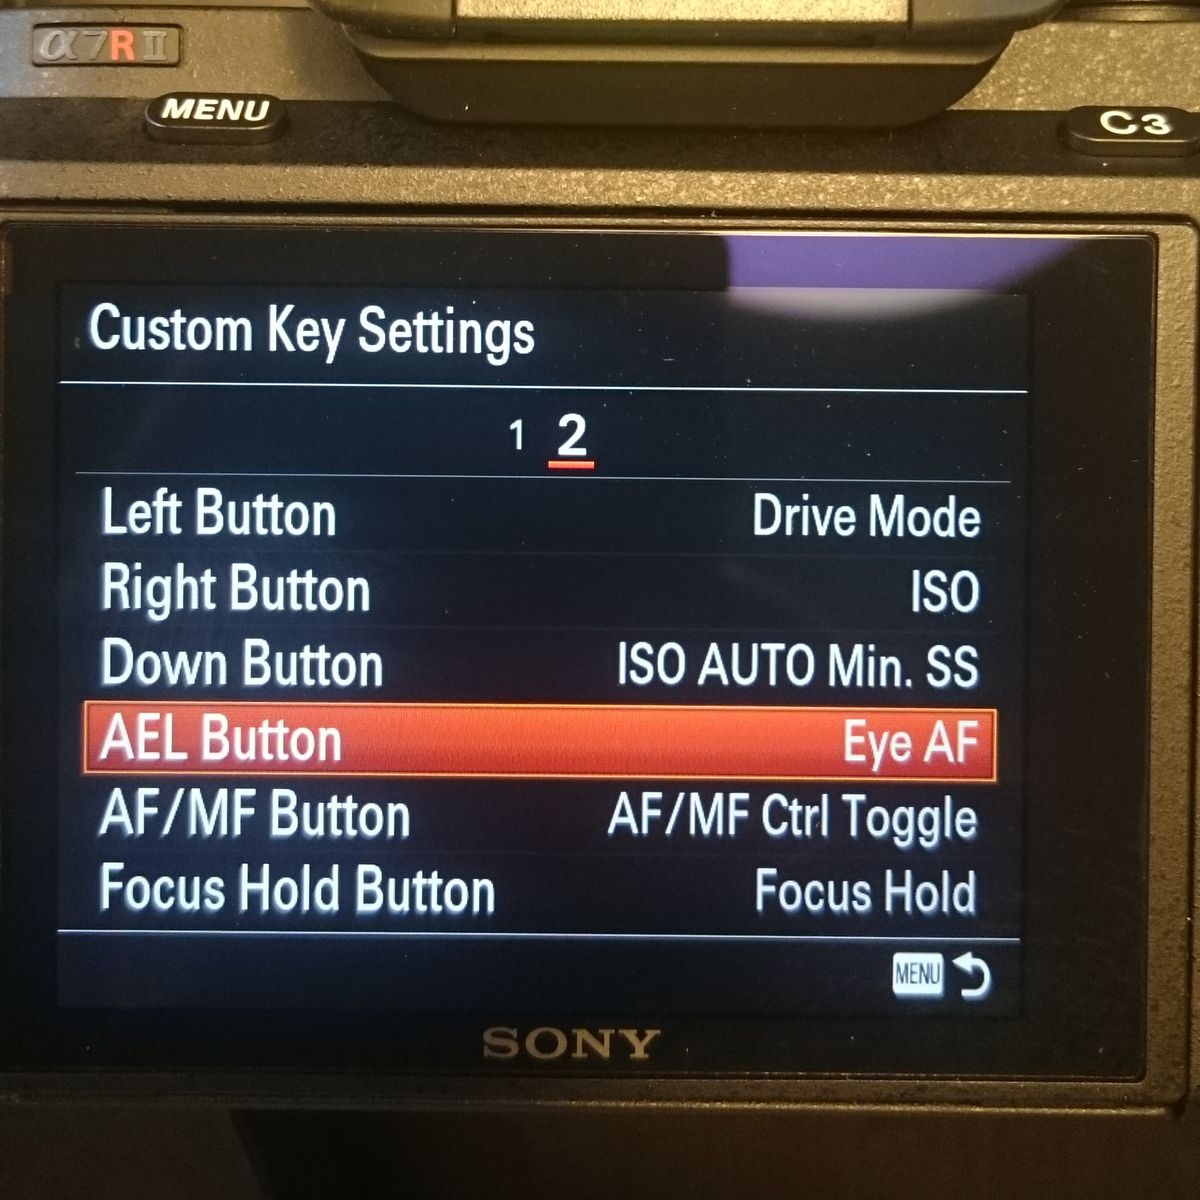 α7RII
MENU
C3
Custom Key Settings
1 2
Left Button Drive Mode
Right Button ISO
Down Button ISO AUTO Min. SS
AEL Button Eye AF
AF/MF Button AF/MF Ctrl Toggle
Focus Hold Button Focus Hold
MENU
SONY